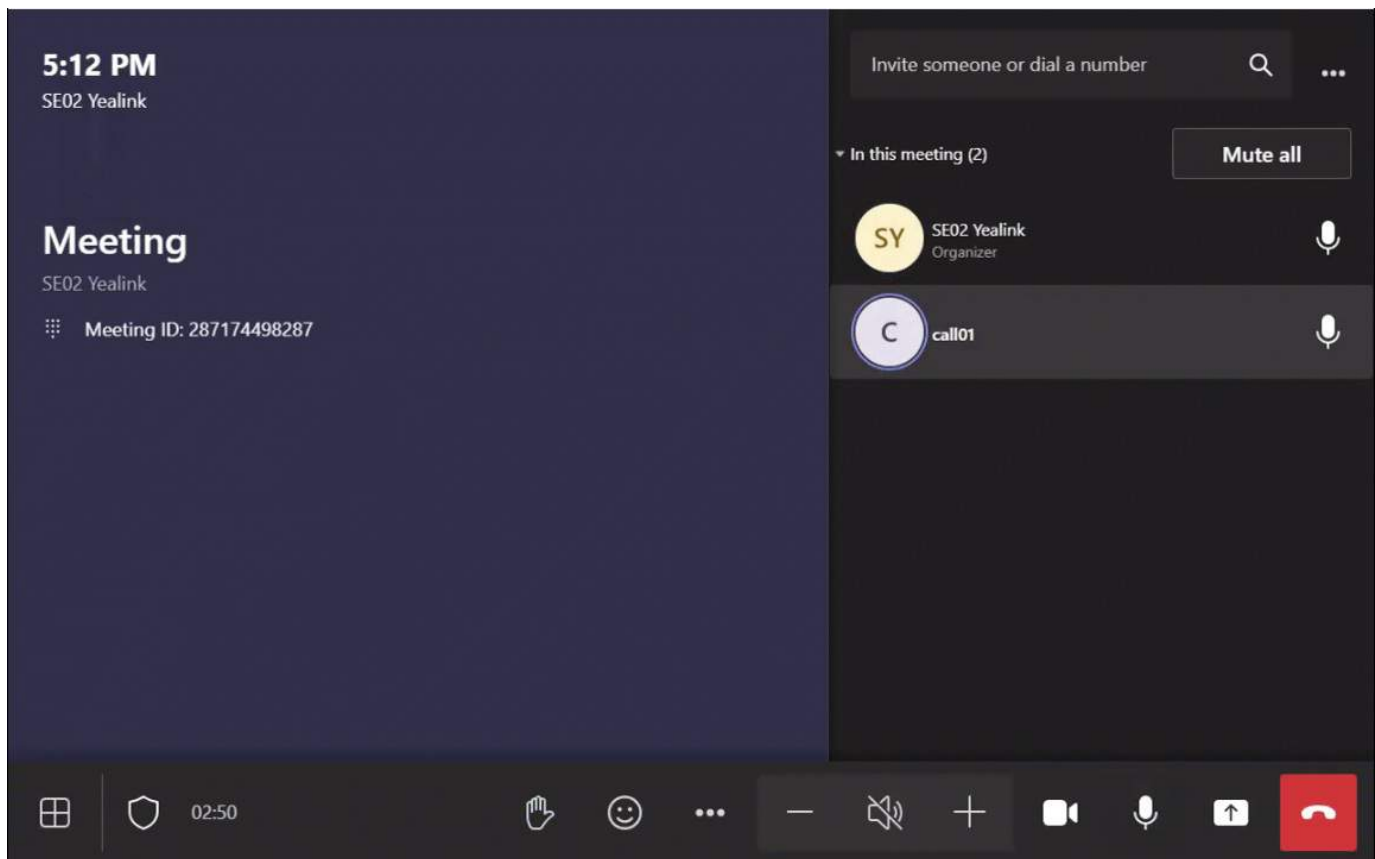 5:12 PM
SE02 Yealink
Meeting
SE02 Yealink
Meeting ID: 287174498287
Invite someone or dial a number
In this meeting (2)
Mute all
SY
SE02 Yealink
Organizer
C
call01
02:50